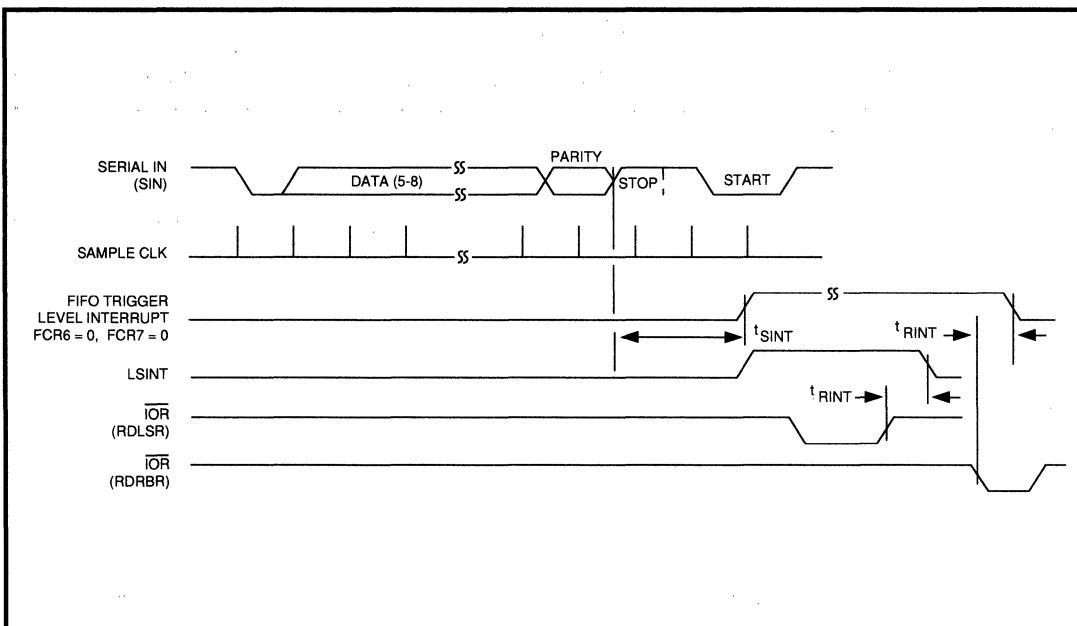 PARITY
SERIAL IN
(SIN)
DATA (5-8)
STOP
START
SAMPLE CLK
FIFO TRIGGER
LEVEL INTERRUPT
FCR6 = 0, FCR7 = 0
tSINT
tRINT
LSINT
tRINT
IOR
(RDLSR)
IOR
(RDRBR)